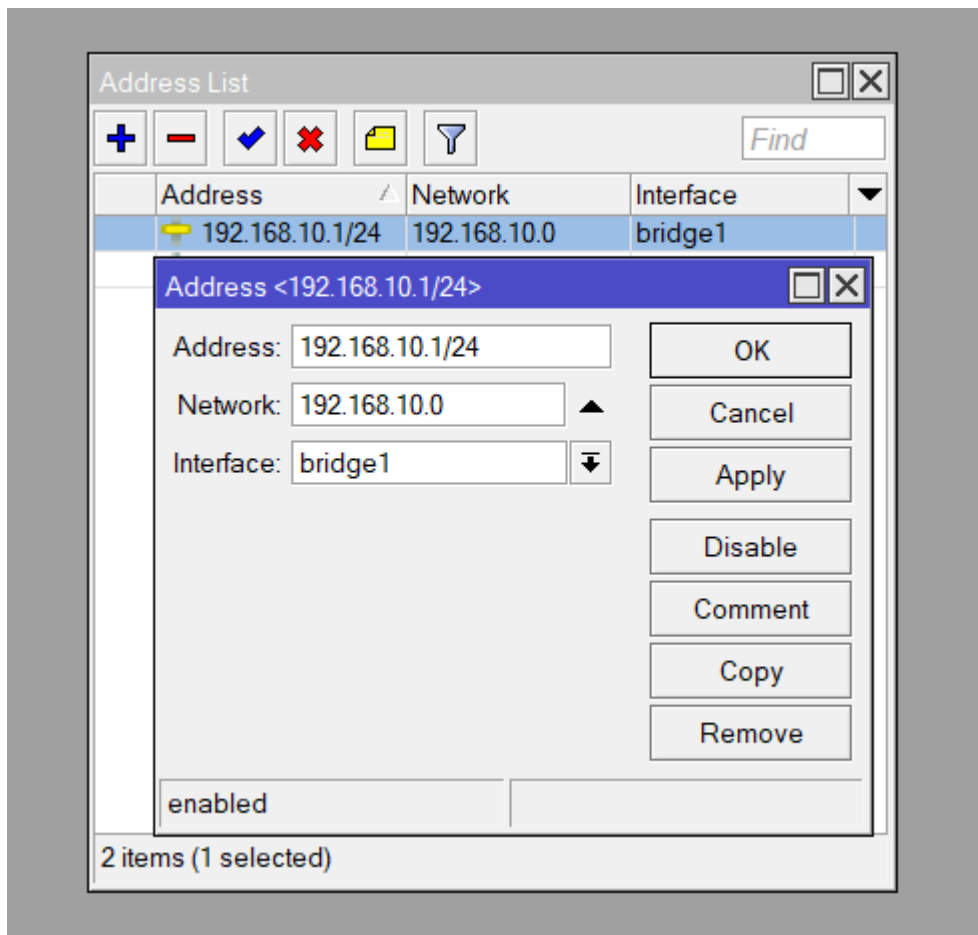 Address List
Find
Address Network Interface
192.168.10.1/24 192.168.10.0 bridge1
Address <192.168.10.1/24>
Address: 192.168.10.1/24 OK
Network: 192.168.10.0 Cancel
Interface: bridge1 Apply
Disable
Comment
Copy
Remove
enabled
2 items (1 selected)